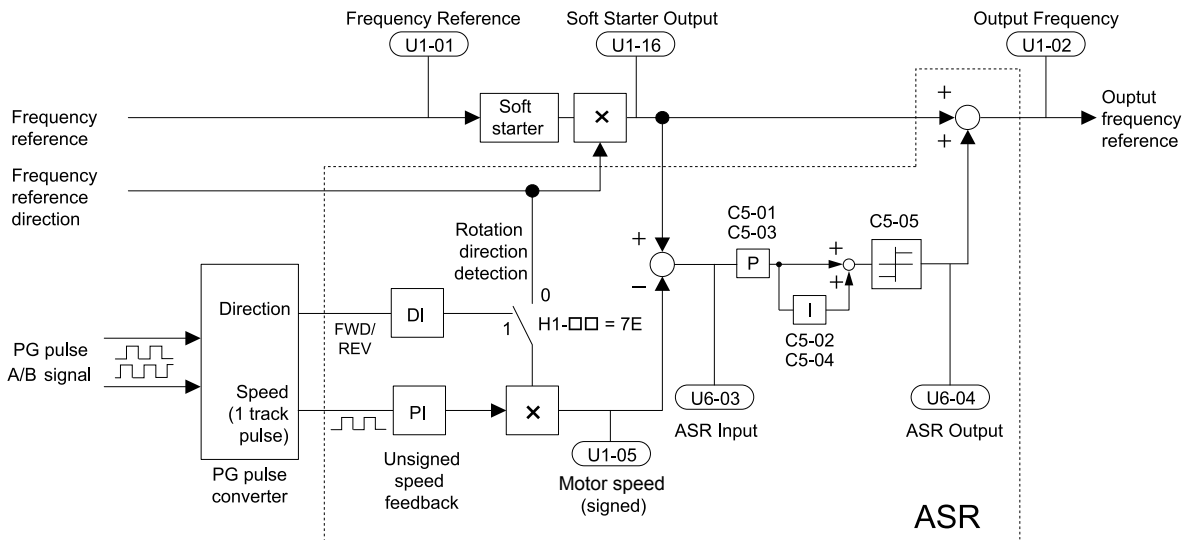 Frequency Reference
U1-01
Soft Starter Output
U1-16
Output Frequency
U1-02
Frequency
reference
Soft
starter
×
+
+
Ouptut
frequency
reference
Frequency
reference
direction
Rotation
direction
detection
+
−
C5-01
C5-03
P
+
+
I
C5-02
C5-04
C5-05
0
1
H1-□□ = 7E
Direction
FWD/
REV
DI
PG pulse
A/B signal
Speed
(1 track
pulse)
PG pulse
converter
PI
Unsigned
speed
feedback
×
U1-05
Motor speed
(signed)
U6-03
ASR Input
U6-04
ASR Output
ASR